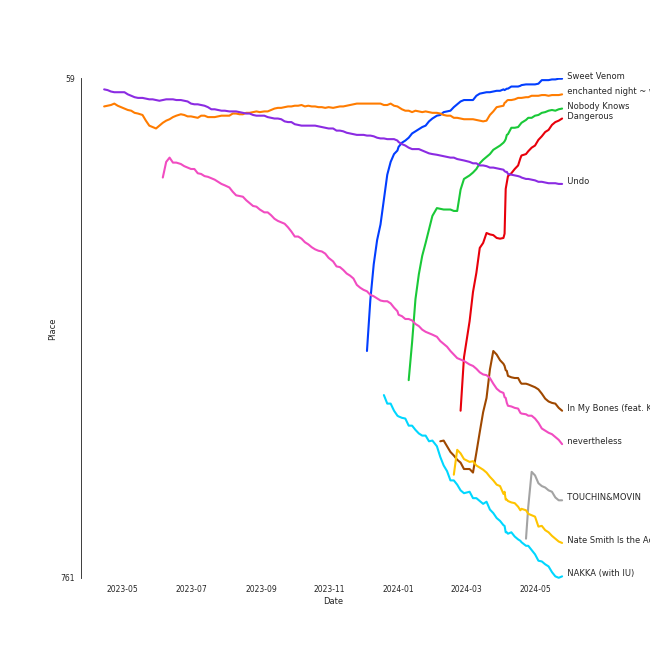 59
Sweet Venom
enchanted night ~
Nobody Knows
Dangerous
Undo
Place
In My Bones (feat. K
nevertheless
TOUCHIN&MOVIN
Nate Smith Is the A
NAKKA (with IU)
761
2023-05 2023-07 2023-09 2023-11 2024-01 2024-03 2024-05
Date